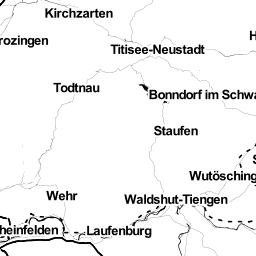 Kirchzarten
H
rozingen
Titisee-Neustadt
Todtnau
Bonndorf im Schwa
Staufen
S
Wutösching
Wehr
Waldshut-Tiengen
heinfelden
Laufenburg